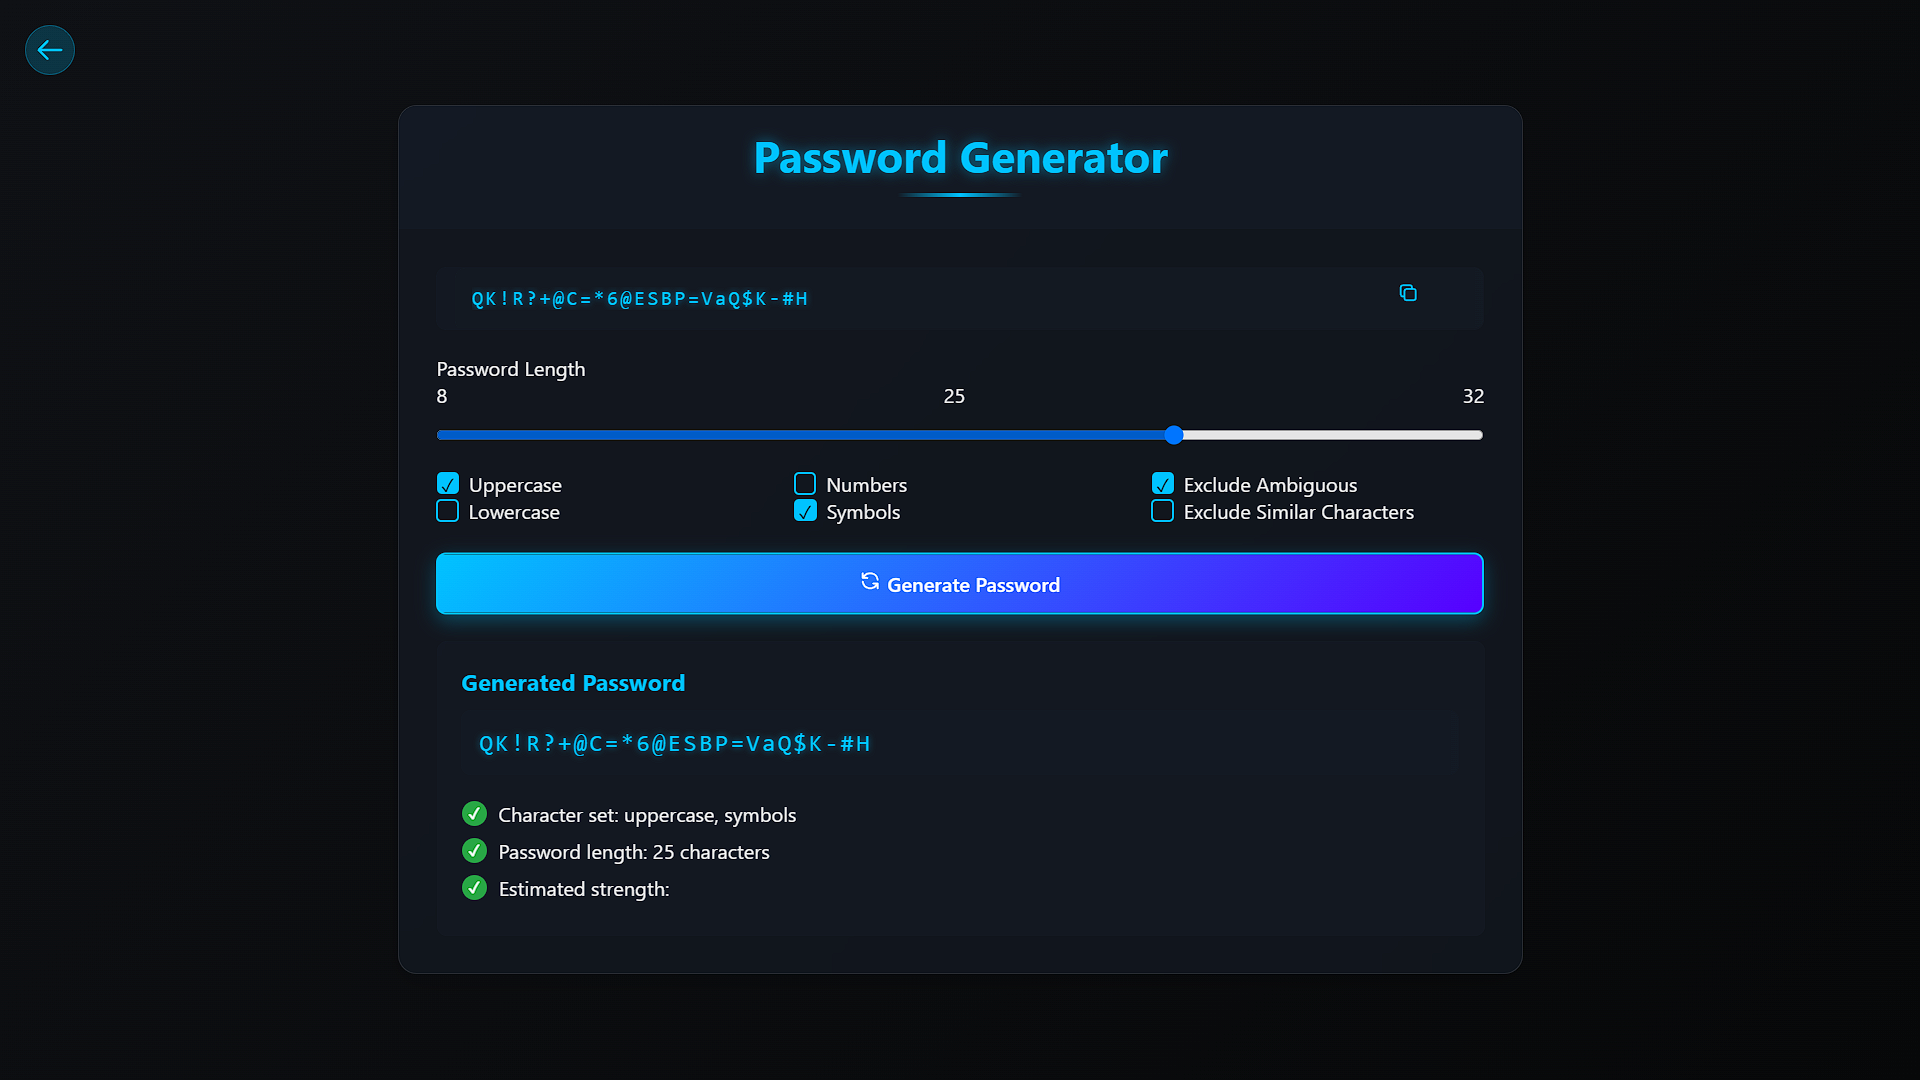 Password Generator
QK!R?+@C=*6@ESBP=VaQ$K-#H
Password Length
8 25 32
Uppercase Numbers Exclude Ambiguous
Lowercase Symbols Exclude Similar Characters
Generate Password
Generated Password
QK!R?+@C=*6@ESBP=VaQ$K-#H
Character set: uppercase, symbols
Password length: 25 characters
Estimated strength: